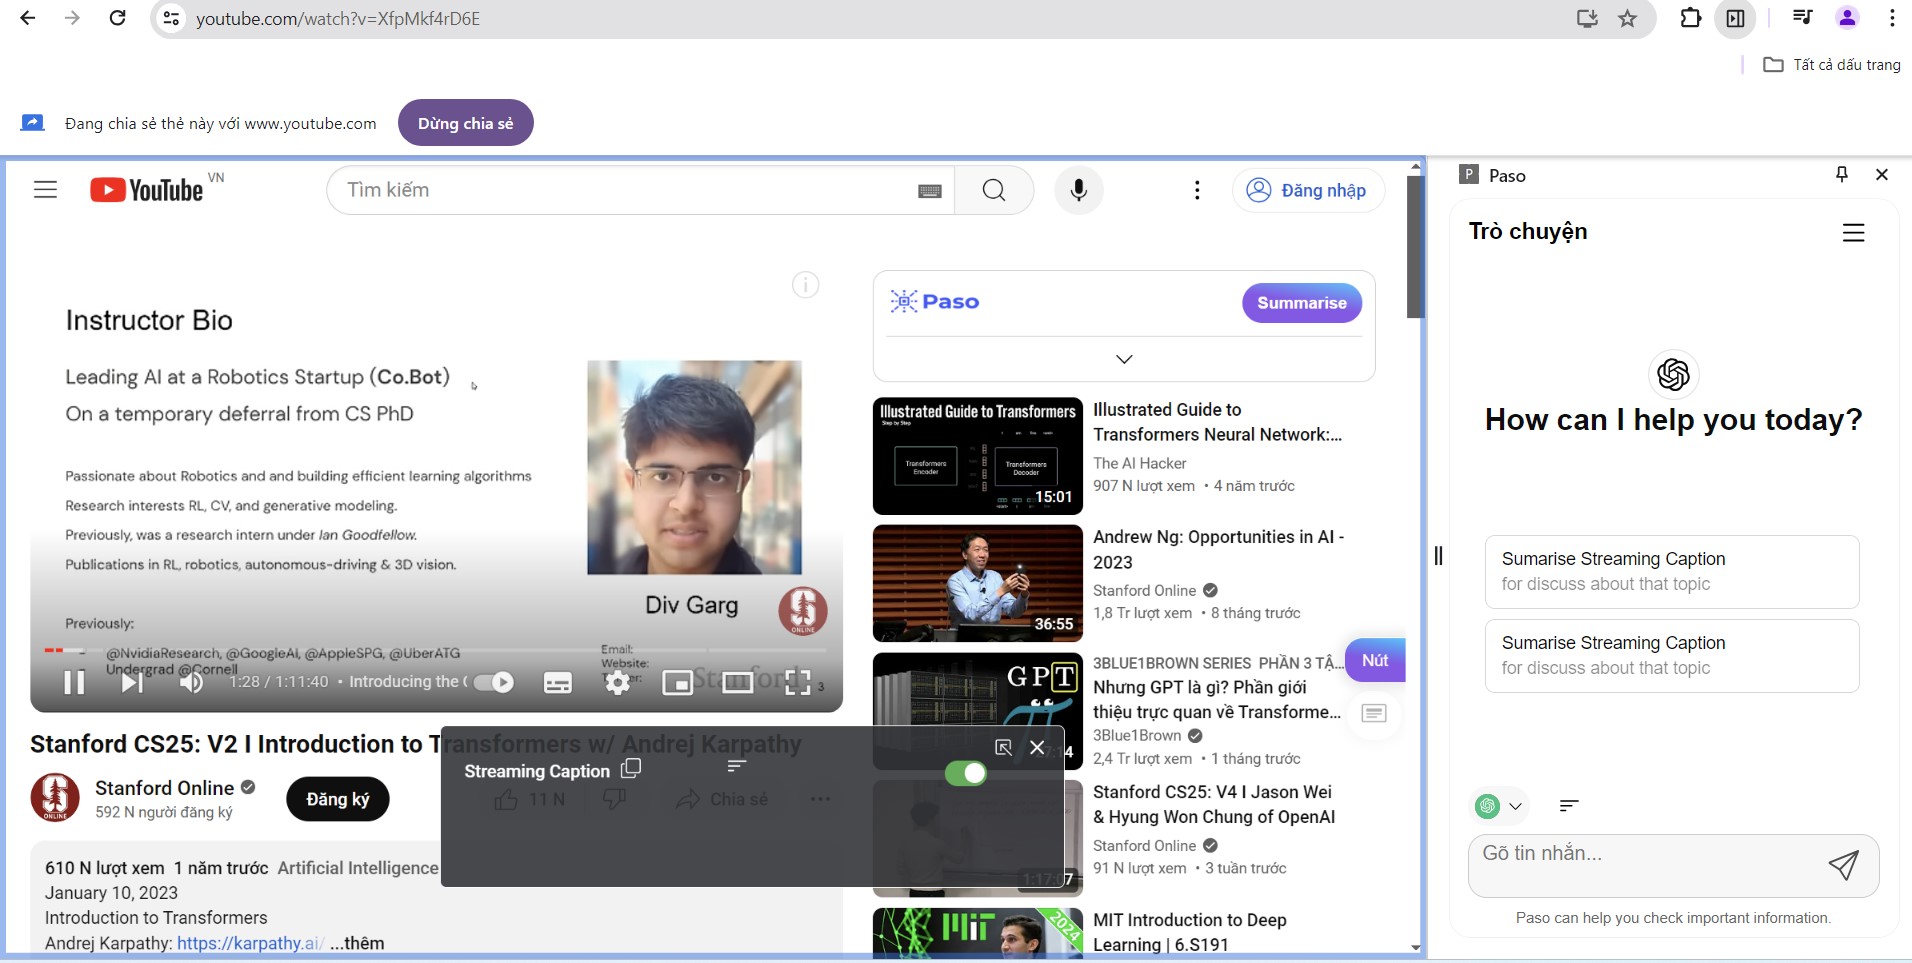 youtube.com/watch?v=XfpMkf4rD6E
Tất cả dấu trang
Đang chia sẻ thẻ này với www.youtube.com
Dừng chia sẻ
YouTube VN
Tìm kiếm
Đăng nhập
Instructor Bio
Leading AI at a Robotics Startup (Co.Bot)
On a temporary deferral from CS PhD
Passionate about Robotics and and building efficient learning algorithms
Research interests RL, CV, and generative modeling.
Previously, was a research intern under Ian Goodfellow.
Publications in RL, robotics, autonomous-driving & 3D vision.
Div Garg
Previously:
@NvidiaResearch, @GoogleAI, @AppleSPG, @UberATG
Undergrad @Cornell
Email:
Website:
Stanford
ONLINE
3
1:28 / 1:11:40 • Introducing the
Stanford CS25: V2 I Introduction to Transformers w/ Andrej Karpathy
Stanford Online
592 N người đăng ký
ONLINE
Đăng ký
11 N
Chia sẻ
Streaming Caption
610 N lượt xem 1 năm trước Artificial Intelligence
January 10, 2023
Introduction to Transformers
Andrej Karpathy: https://karpathy.ai/ ...thêm
Paso
Summarise
Illustrated Guide to Transformers
Step by Step
Transformers Encoder
Transformers Decoder
15:01
Illustrated Guide to
Transformers Neural Network:...
The AI Hacker
907 N lượt xem • 4 năm trước
36:55
Andrew Ng: Opportunities in AI -
2023
Stanford Online
1,8 Tr lượt xem • 8 tháng trước
GPT
27:14
3BLUE1BROWN SERIES PHẦN 3 TẬ...
Nhưng GPT là gì? Phần giới
thiệu trực quan về Transforme...
3Blue1Brown
2,4 Tr lượt xem • 1 tháng trước
Nút
1:17:07
Stanford CS25: V4 I Jason Wei
& Hyung Won Chung of OpenAI
Stanford Online
91 N lượt xem • 3 tuần trước
MIT
2024
MIT Introduction to Deep
Learning | 6.S191
P Paso
Trò chuyện
How can I help you today?
Sumarise Streaming Caption
for discuss about that topic
Sumarise Streaming Caption
for discuss about that topic
Gõ tin nhắn...
Paso can help you check important information.